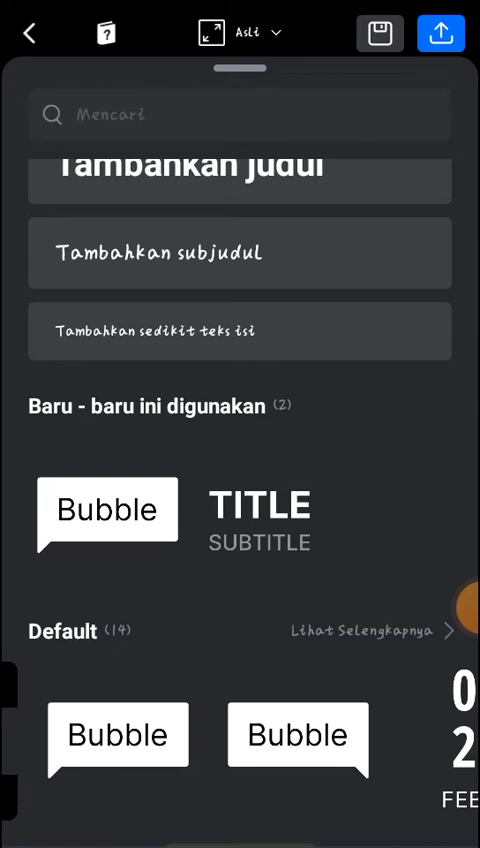 ?
Asli
Mencari
Tambahkan judul
Tambahkan subjudul
Tambahkan sedikit teks isi
Baru - baru ini digunakan (2)
Bubble
TITLE
SUBTITLE
Default (14)
Lihat Selengkapnya
Bubble
Bubble
0
2
FEE